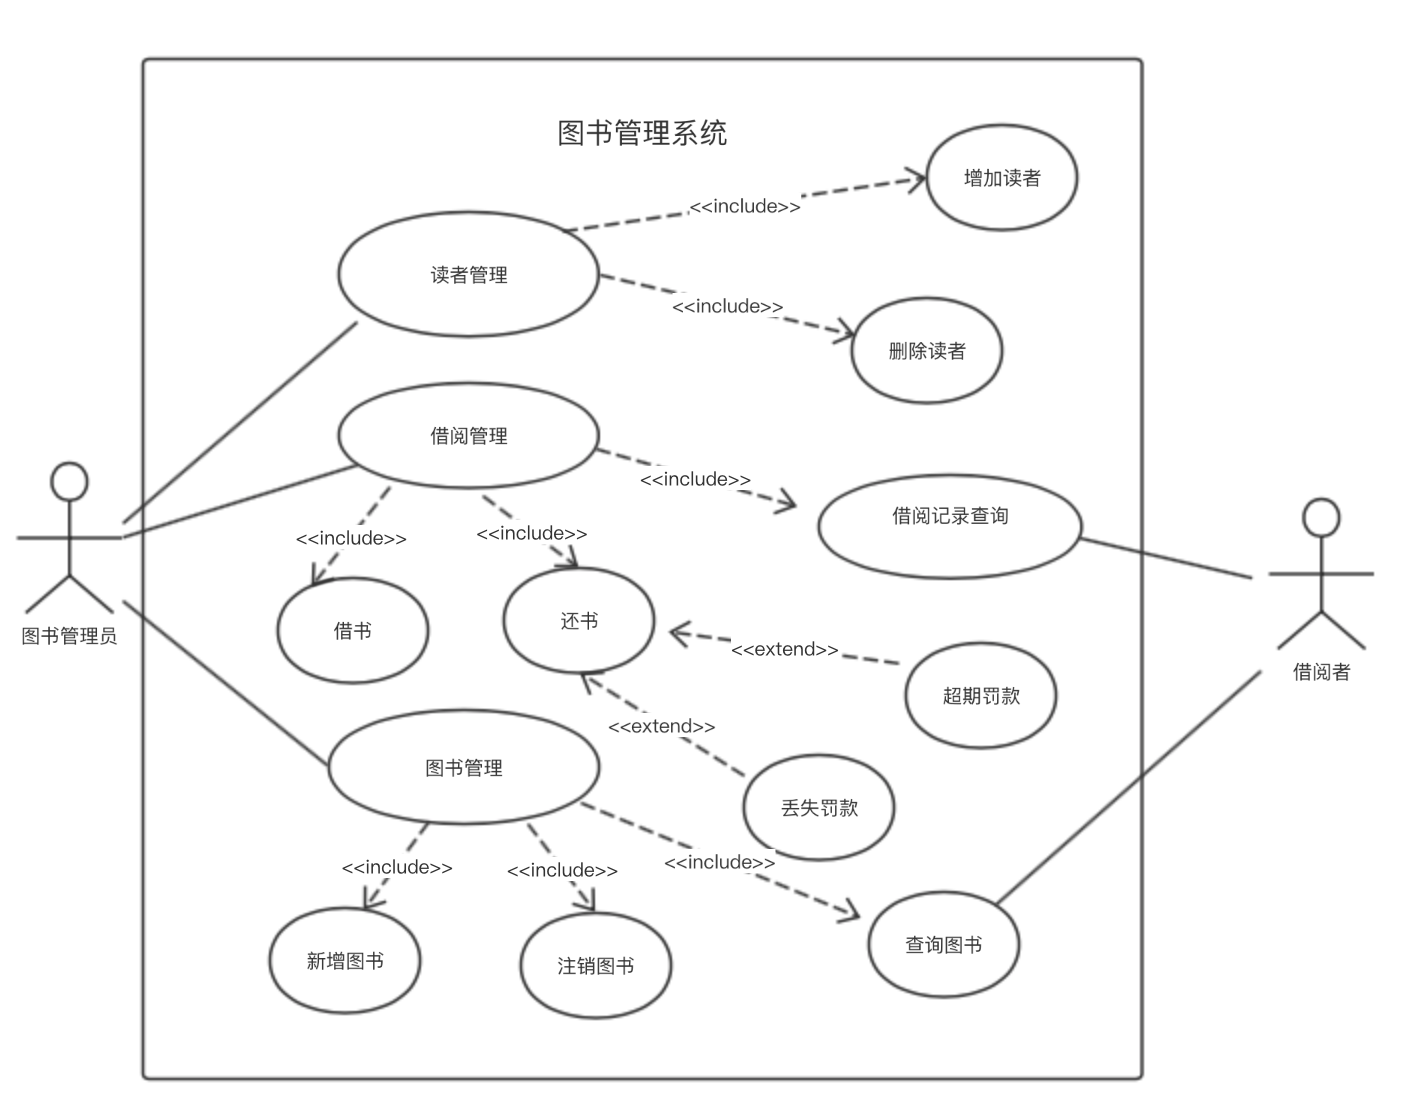 图书管理系统
增加读者
<<include>>
读者管理
<<include>>
删除读者
借阅管理
<<include>>
借阅记录查询
<<include>>
<<include>>
借书
还书
图书管理员
<<extend>>
超期罚款
借阅者
<<extend>>
图书管理
丢失罚款
<<include>>
<<include>>
<<include>>
新增图书
注销图书
查询图书